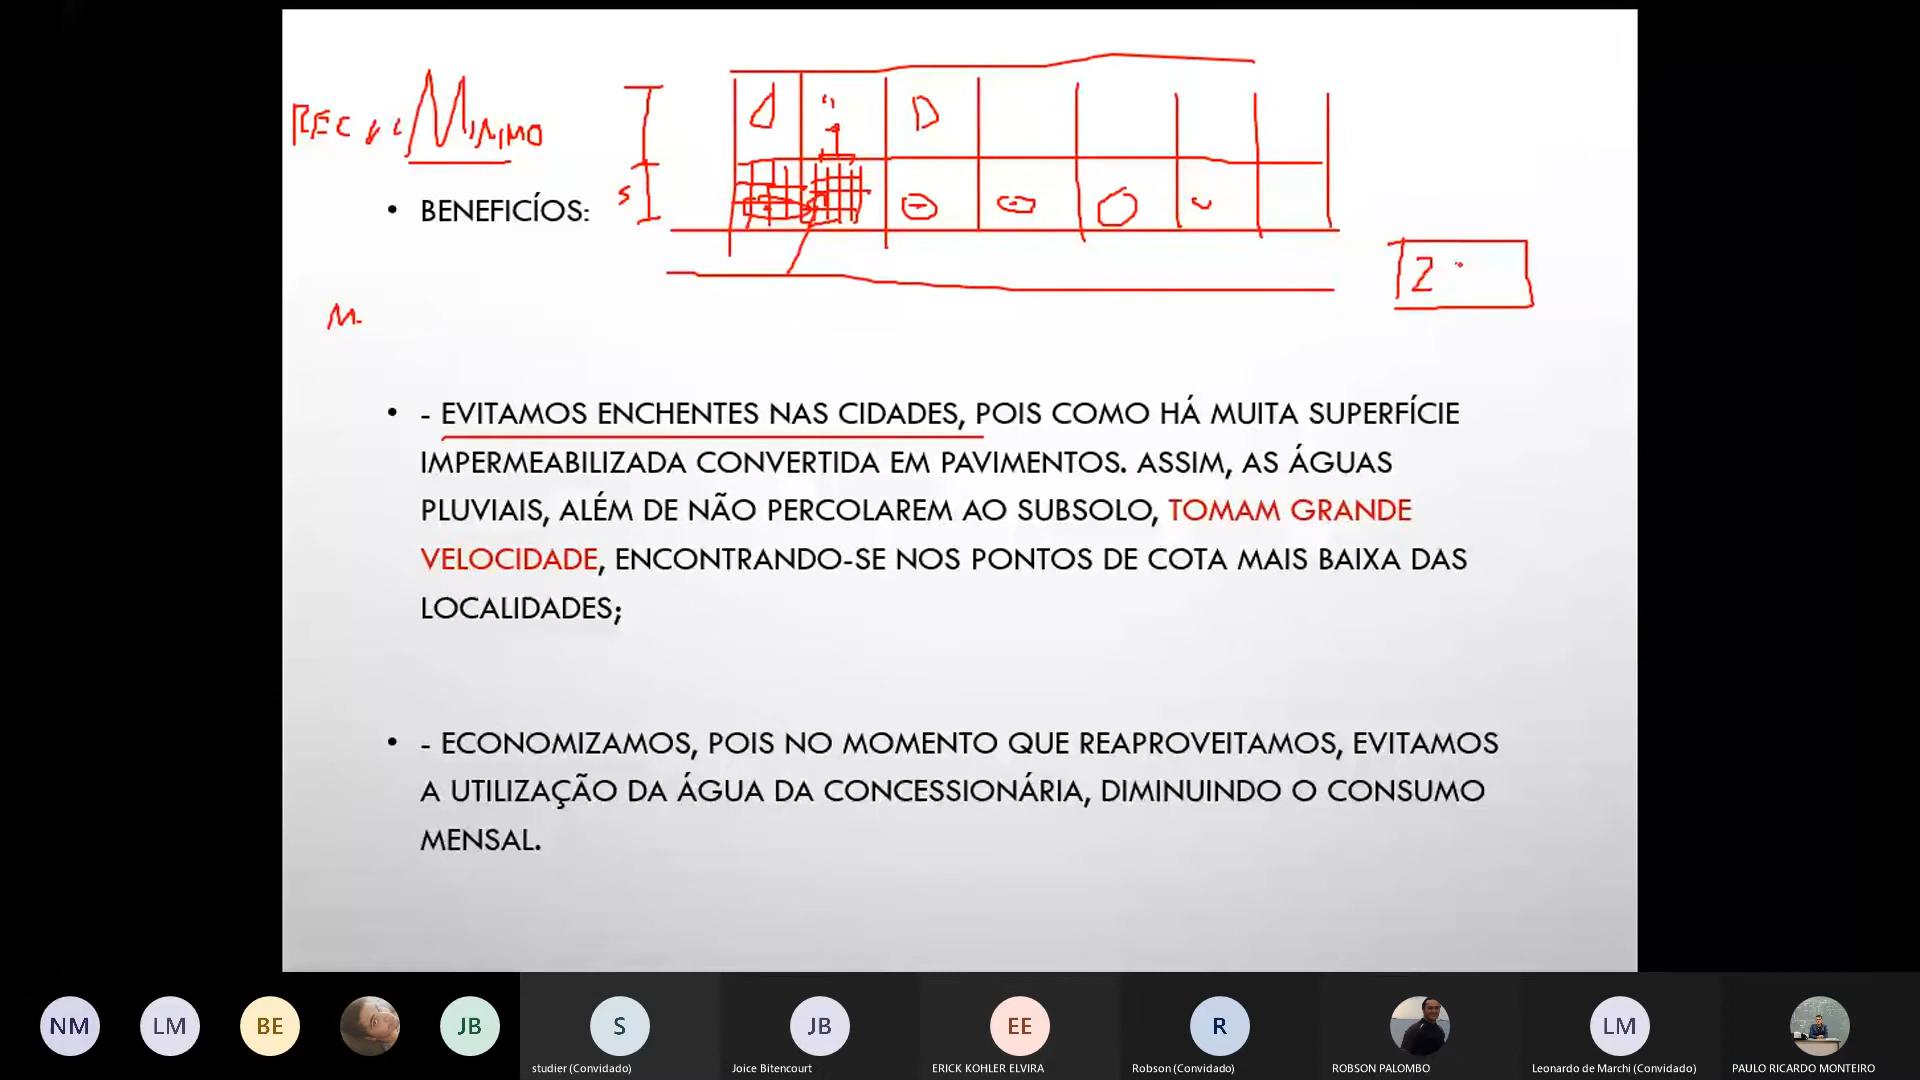 MINIMO
S
D
D
• BENEFICÍOS:
2
M
• - EVITAMOS ENCHENTES NAS CIDADES, POIS COMO HÁ MUITA SUPERFÍCIE
IMPERMEABILIZADA CONVERTIDA EM PAVIMENTOS. ASSIM, AS ÁGUAS
PLUVIAIS, ALÉM DE NÃO PERCOLAREM AO SUBSOLO, TOMAM GRANDE
VELOCIDADE, ENCONTRANDO-SE NOS PONTOS DE COTA MAIS BAIXA DAS
LOCALIDADES;
• - ECONOMIZAMOS, POIS NO MOMENTO QUE REAPROVEITAMOS, EVITAMOS
A UTILIZAÇÃO DA ÁGUA DA CONCESSIONÁRIA, DIMINUINDO O CONSUMO
MENSAL.
NM LM BE JB S JB EE R LM
studier (Convidado) Joice Bitencourt ERICK KOHLER ELVIRA Robson (Convidado) ROBSON PALOMBO Leonardo de Marchi (Convidado) PAULO RICARDO MONTEIRO